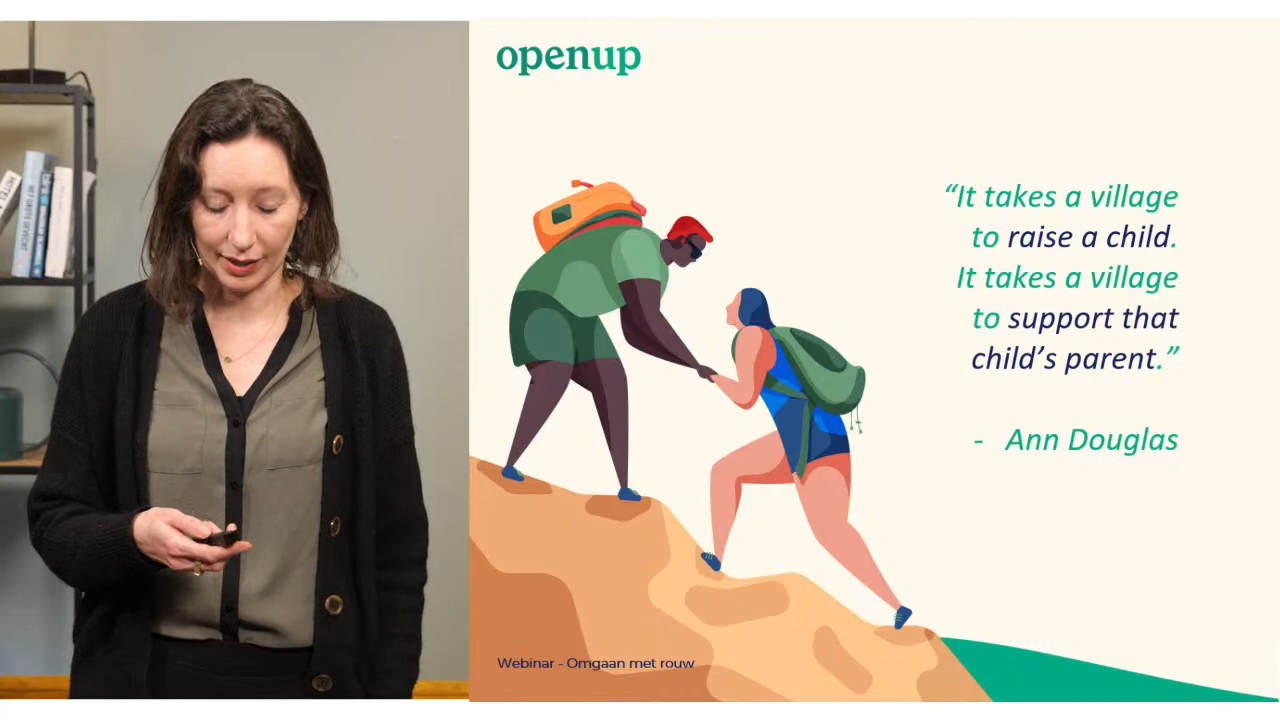 openup
“It takes a village
to raise a child.
It takes a village
to support that
child’s parent.”
- Ann Douglas
Webinar - Omgaan met rouw